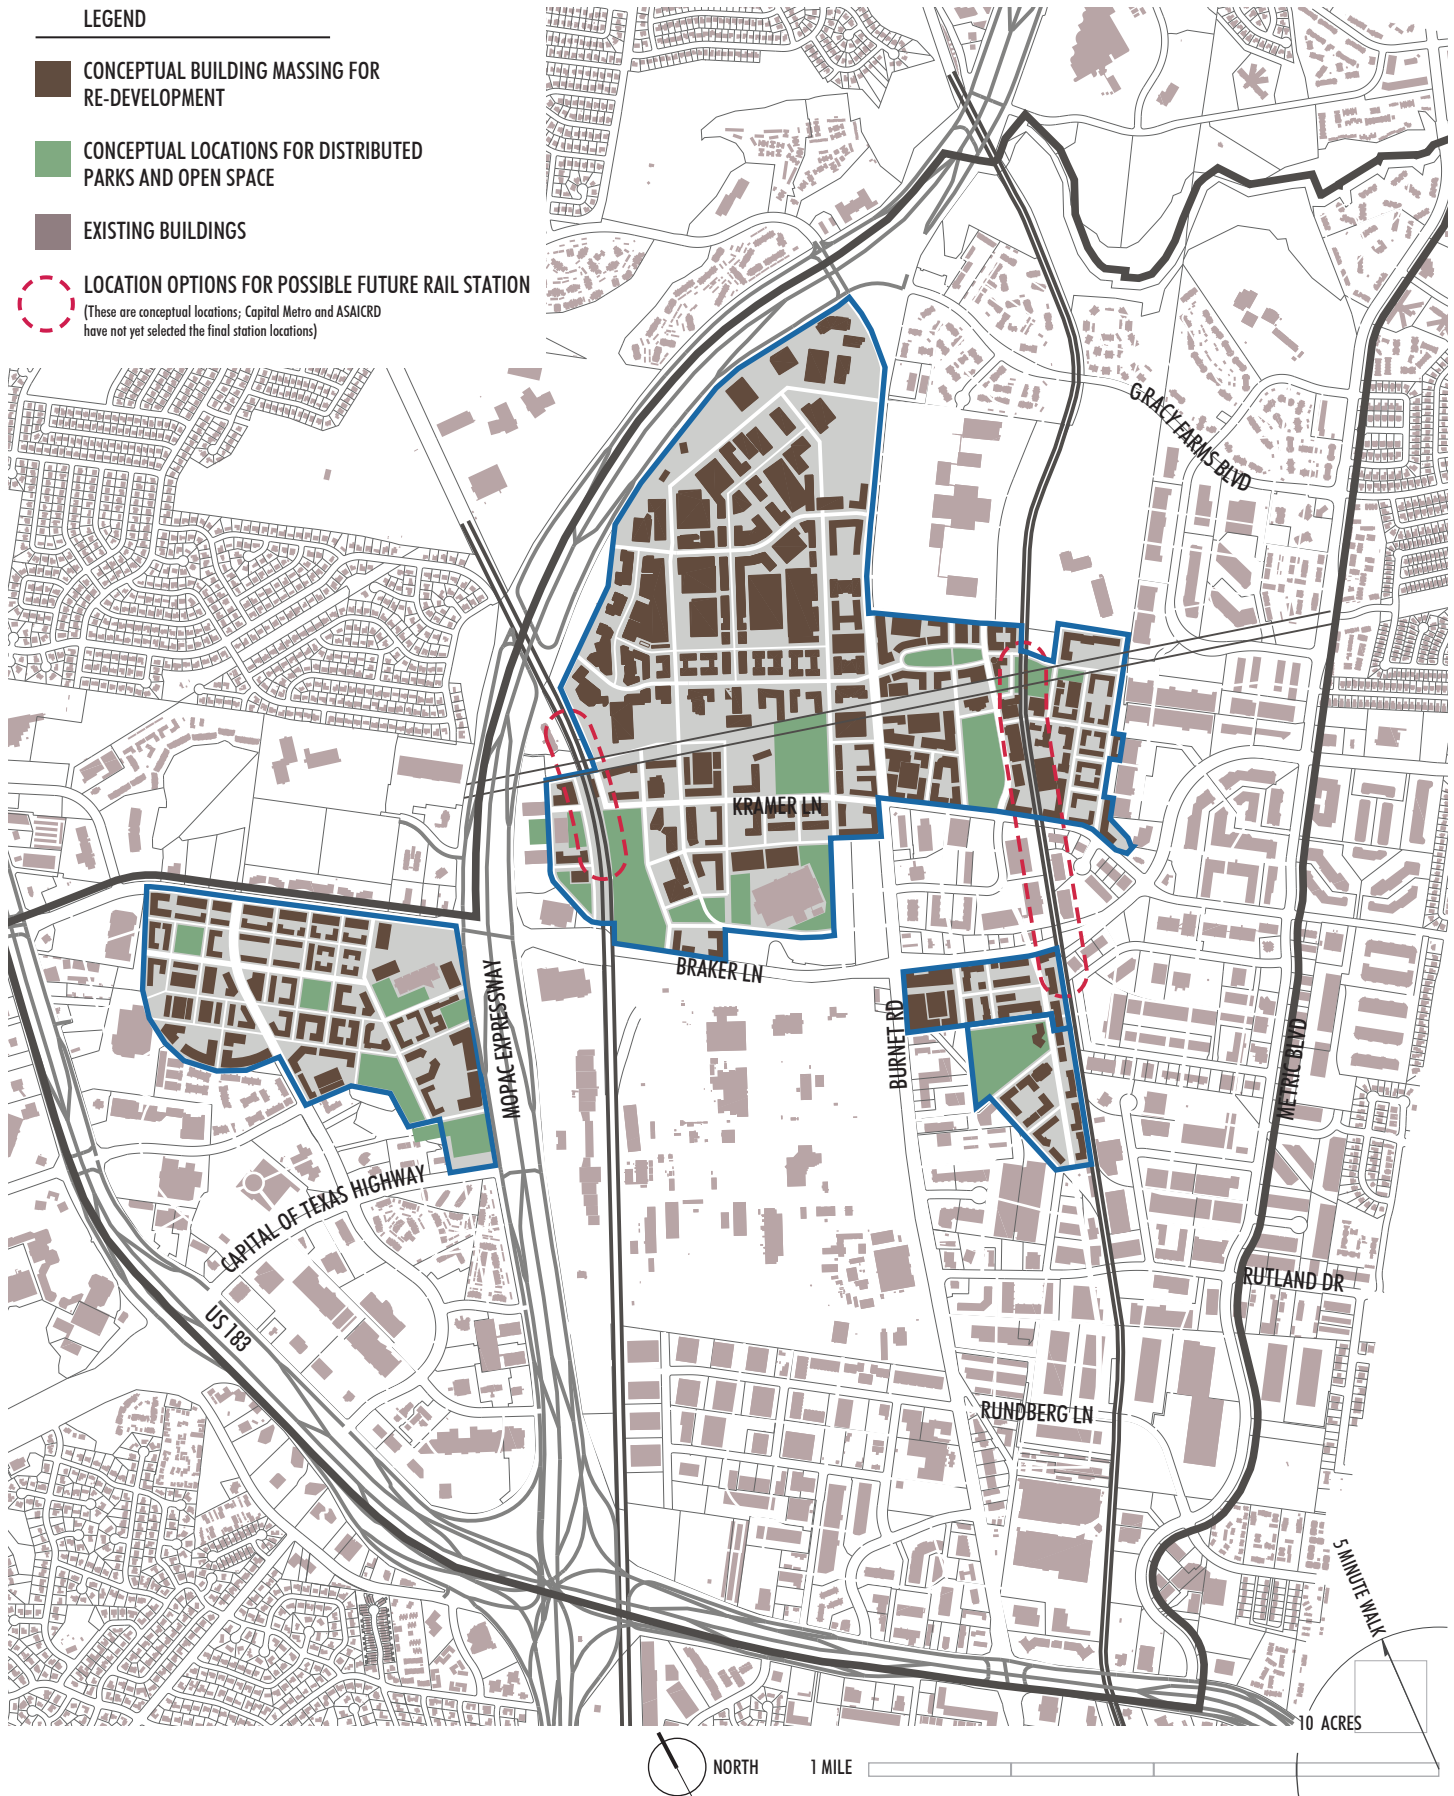 LEGEND
CONCEPTUAL BUILDING MASSING FOR
RE-DEVELOPMENT
CONCEPTUAL LOCATIONS FOR DISTRIBUTED
PARKS AND OPEN SPACE
EXISTING BUILDINGS
LOCATION OPTIONS FOR POSSIBLE FUTURE RAIL STATION
(These are conceptual locations; Capital Metro and ASAICRD
have not yet selected the final station locations)
GRACY FARMS BLVD
KRAMER LN
BRAKER LN
MOPAC EXPRESSWAY
BURNET RD
METRIC BLVD
CAPITAL OF TEXAS HIGHWAY
US 183
RUTLAND DR
RUNDBERG LN
5 MINUTE WALK
10 ACRES
NORTH
1 MILE